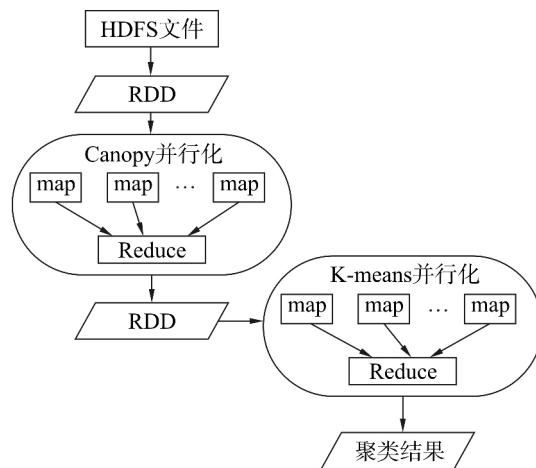 HDFS文件
RDD
Canopy并行化
map map … map
Reduce
RDD
K-means并行化
map map … map
Reduce
聚类结果